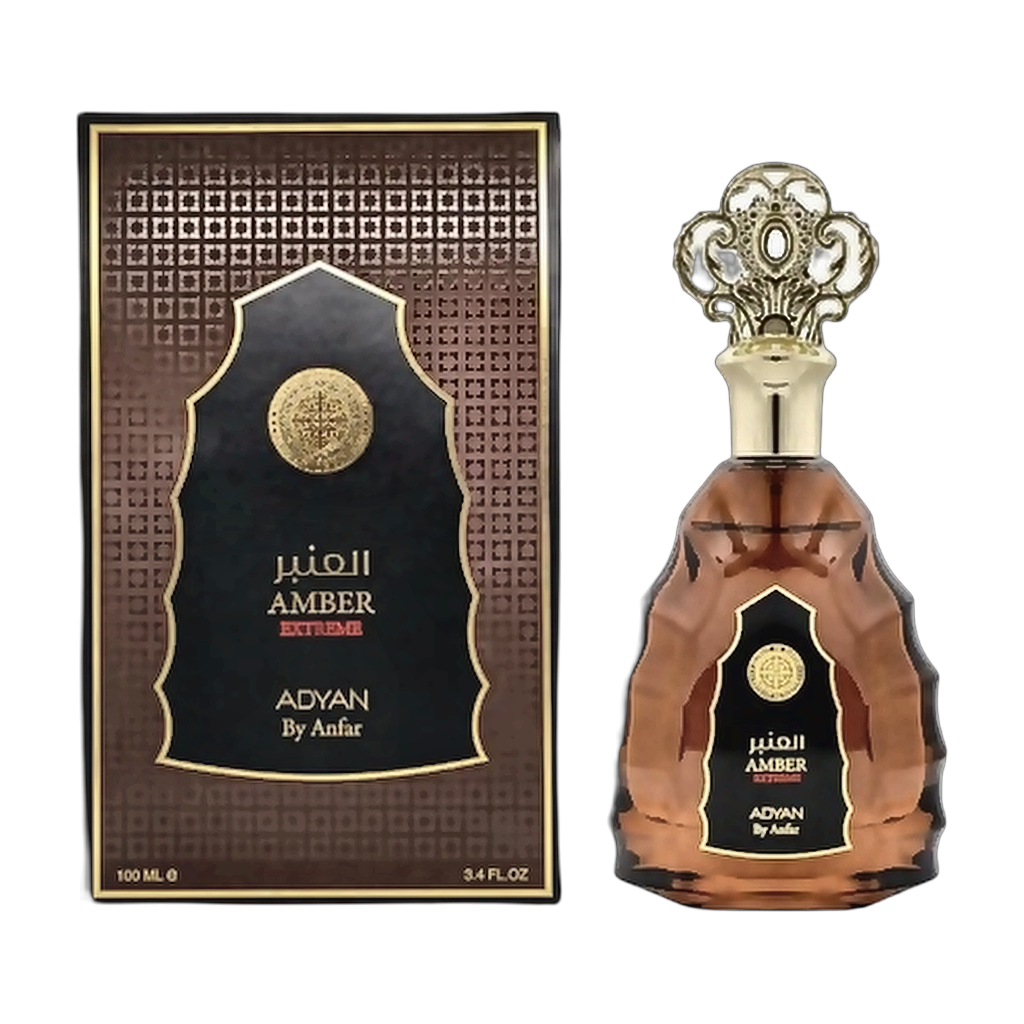 العنبر
AMBER
EXTREME
ADYAN
By Anfar
100 ML e
3.4 FL.OZ
العنبر
AMBER
EXTREME
ADYAN
By Anfar